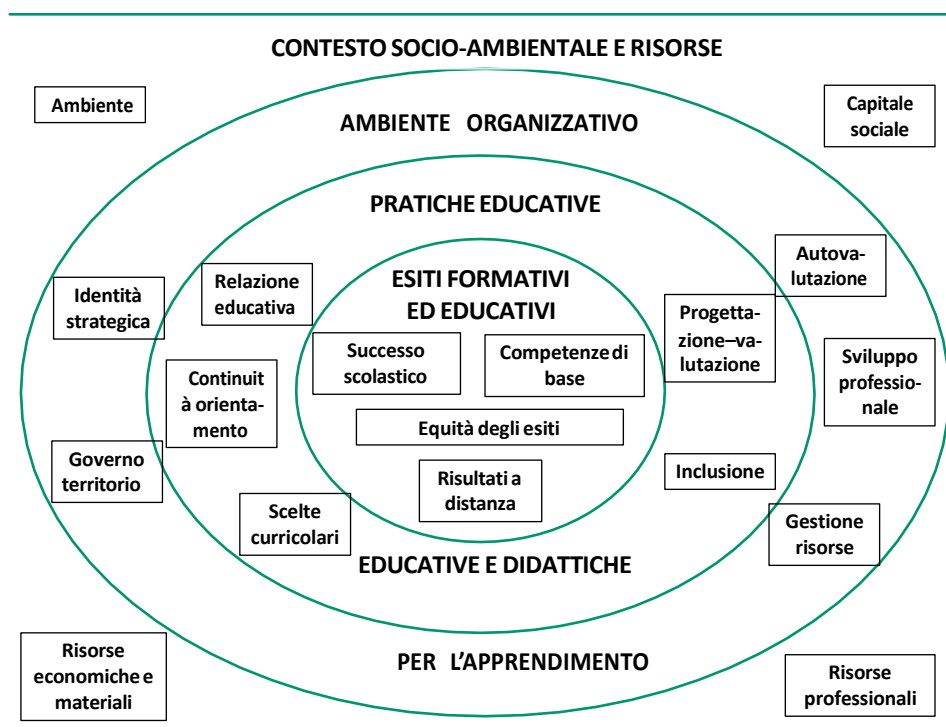 CONTESTO SOCIO-AMBIENTALE E RISORSE
Ambiente
Capitale
sociale
AMBIENTE ORGANIZZATIVO
PRATICHE EDUCATIVE
Autova-
lutazione
Identità
strategica
Relazione
educativa
ESITI FORMATIVI
ED EDUCATIVI
Progetta-
zione–va-
lutazione
Successo
scolastico
Competenze di
base
Sviluppo
professio-
nale
Continuit
à orienta-
mento
Equità degli esiti
Governo
territorio
Risultati a
distanza
Inclusione
Scelte
curricolari
Gestione
risorse
EDUCATIVE E DIDATTICHE
PER L'APPRENDIMENTO
Risorse
economiche e
materiali
Risorse
professionali